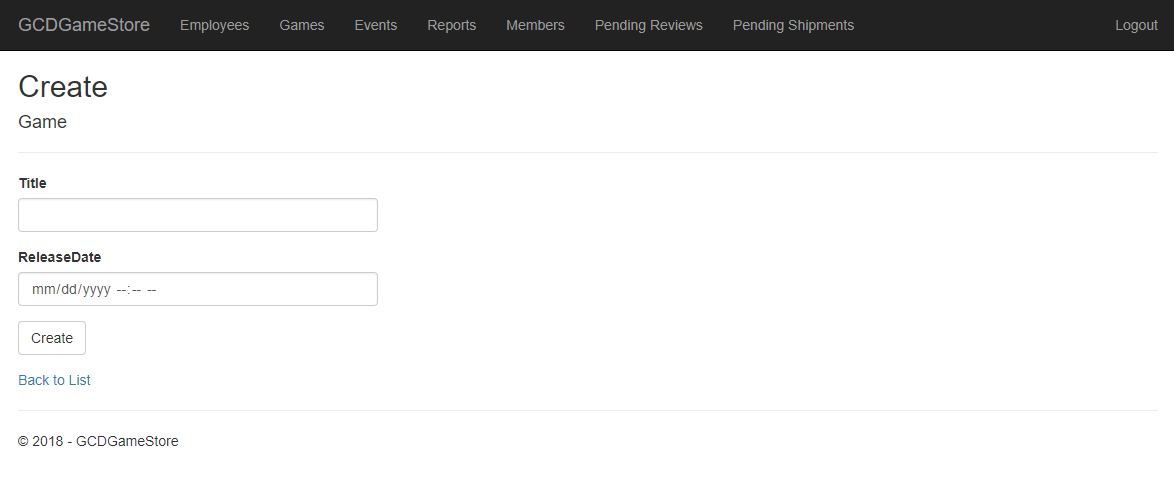 GCDGameStore Employees Games Events Reports Members Pending Reviews Pending Shipments Logout
Create
Game
Title
ReleaseDate
mm/dd/yyyy --:-- --
Create
Back to List
© 2018 - GCDGameStore